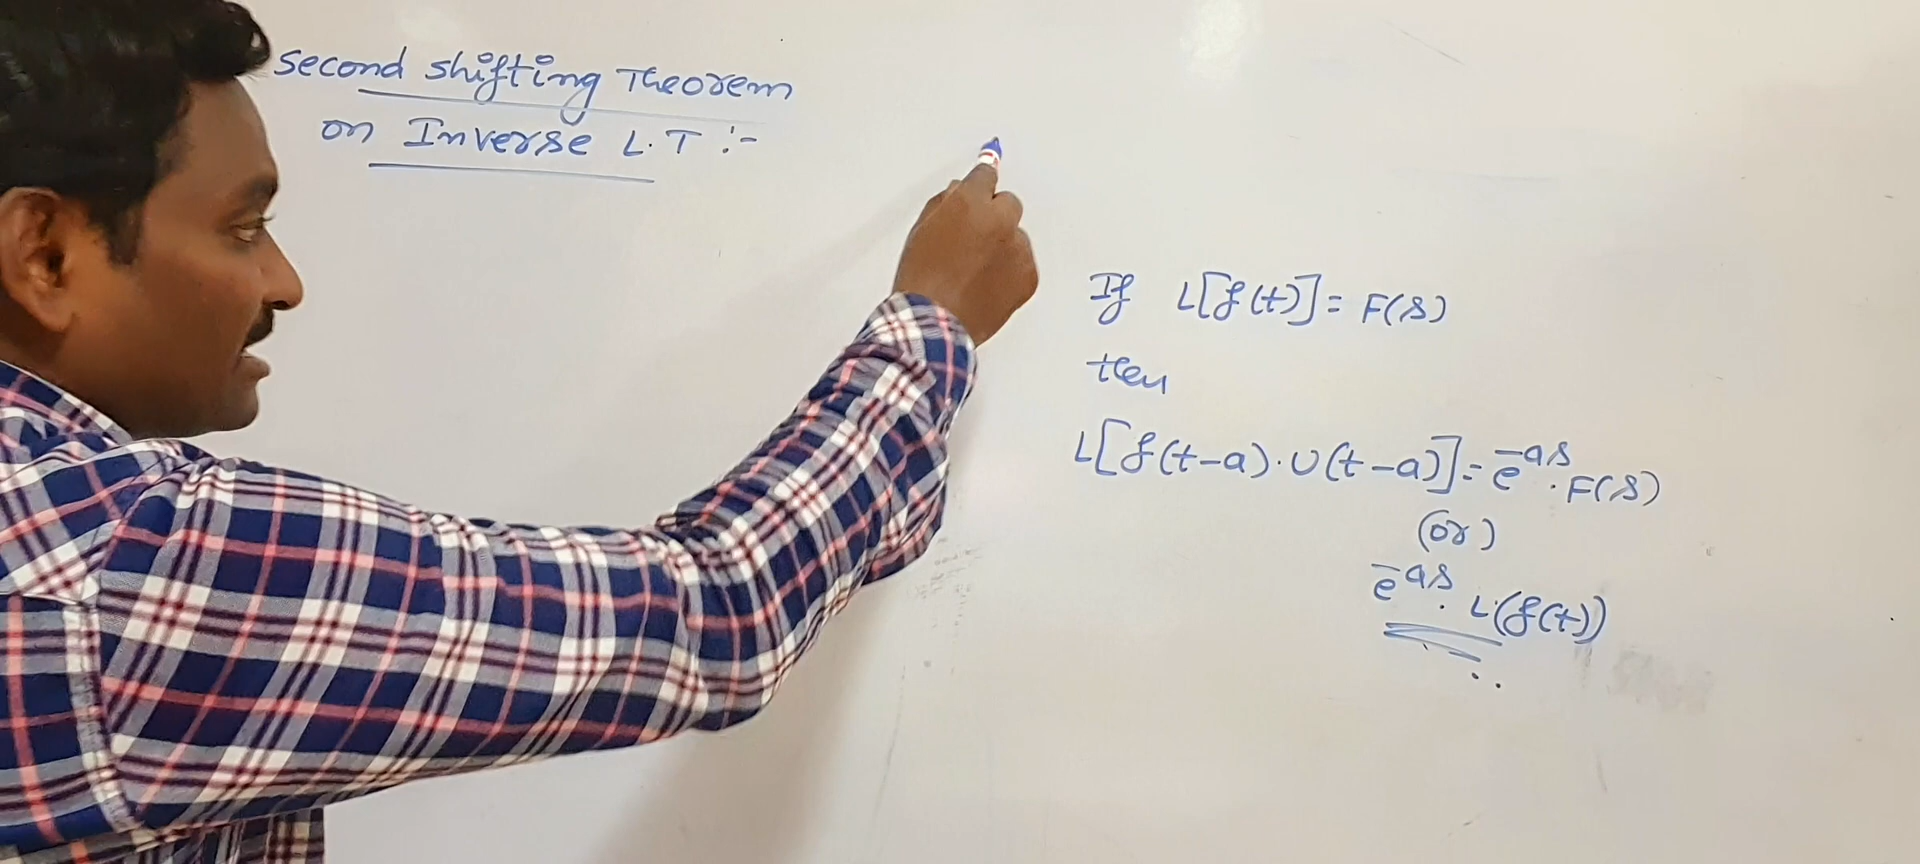 Second shifting Theorem
on Inverse L.T :-
If L[f(t)] = F(s)
then
L[f(t-a).U(t-a)] = e^-as . F(s)
(or)
e^-as . L(f(t))